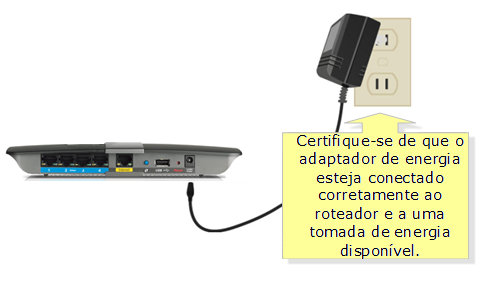 Certifique-se de que o
adaptador de energia
esteja conectado
corretamente ao
roteador e a uma
tomada de energia
disponível.